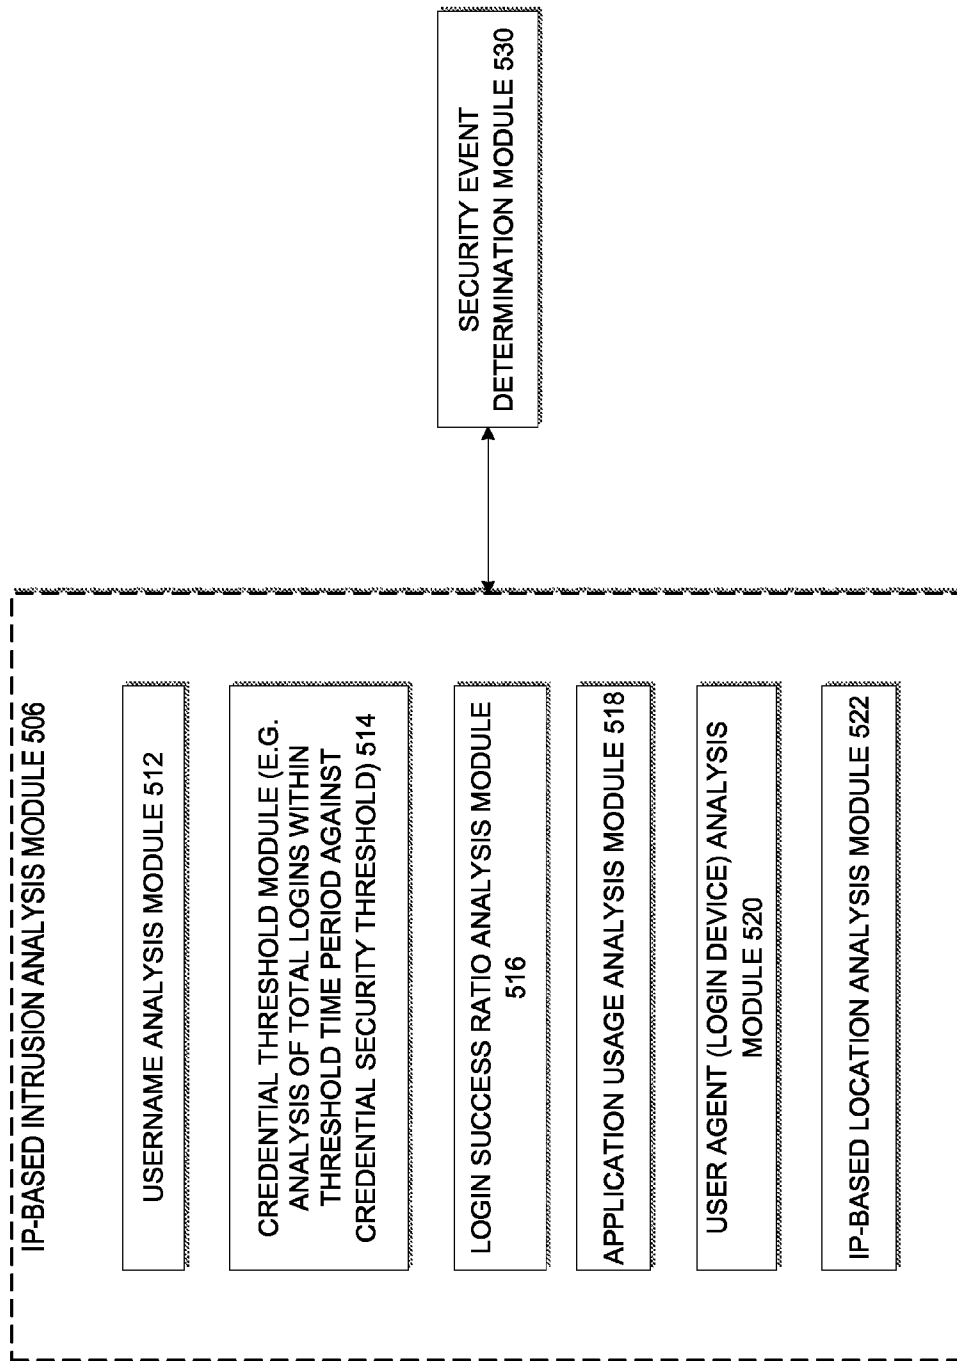 IP-BASED INTRUSION ANALYSIS MODULE 506
USERNAME ANALYSIS MODULE 512
CREDENTIAL THRESHOLD MODULE (E.G.
ANALYSIS OF TOTAL LOGINS WITHIN
THRESHOLD TIME PERIOD AGAINST
CREDENTIAL SECURITY THRESHOLD) 514
LOGIN SUCCESS RATIO ANALYSIS MODULE
516
APPLICATION USAGE ANALYSIS MODULE 518
USER AGENT (LOGIN DEVICE) ANALYSIS
MODULE 520
IP-BASED LOCATION ANALYSIS MODULE 522
SECURITY EVENT
DETERMINATION MODULE 530